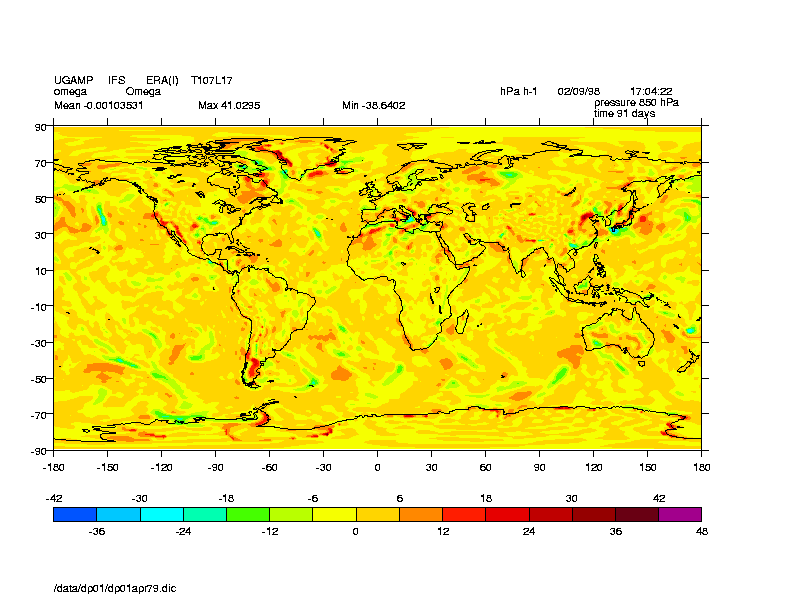 UGAMP IFS ERA(I) T107L17
omega Omega hPa h-1 02/09/98 17:04:22
Mean -0.00103531 Max 41.0295 Min -38.6402 pressure 850 hPa
time 91 days
90
70
50
30
10
-10
-30
-50
-70
-90
-180 -150 -120 -90 -60 -30 0 30 60 90 120 150 180
-42 -30 -18 -6 6 18 30 42
-36 -24 -12 0 12 24 36 48
/data/dp01/dp01apr79.dic